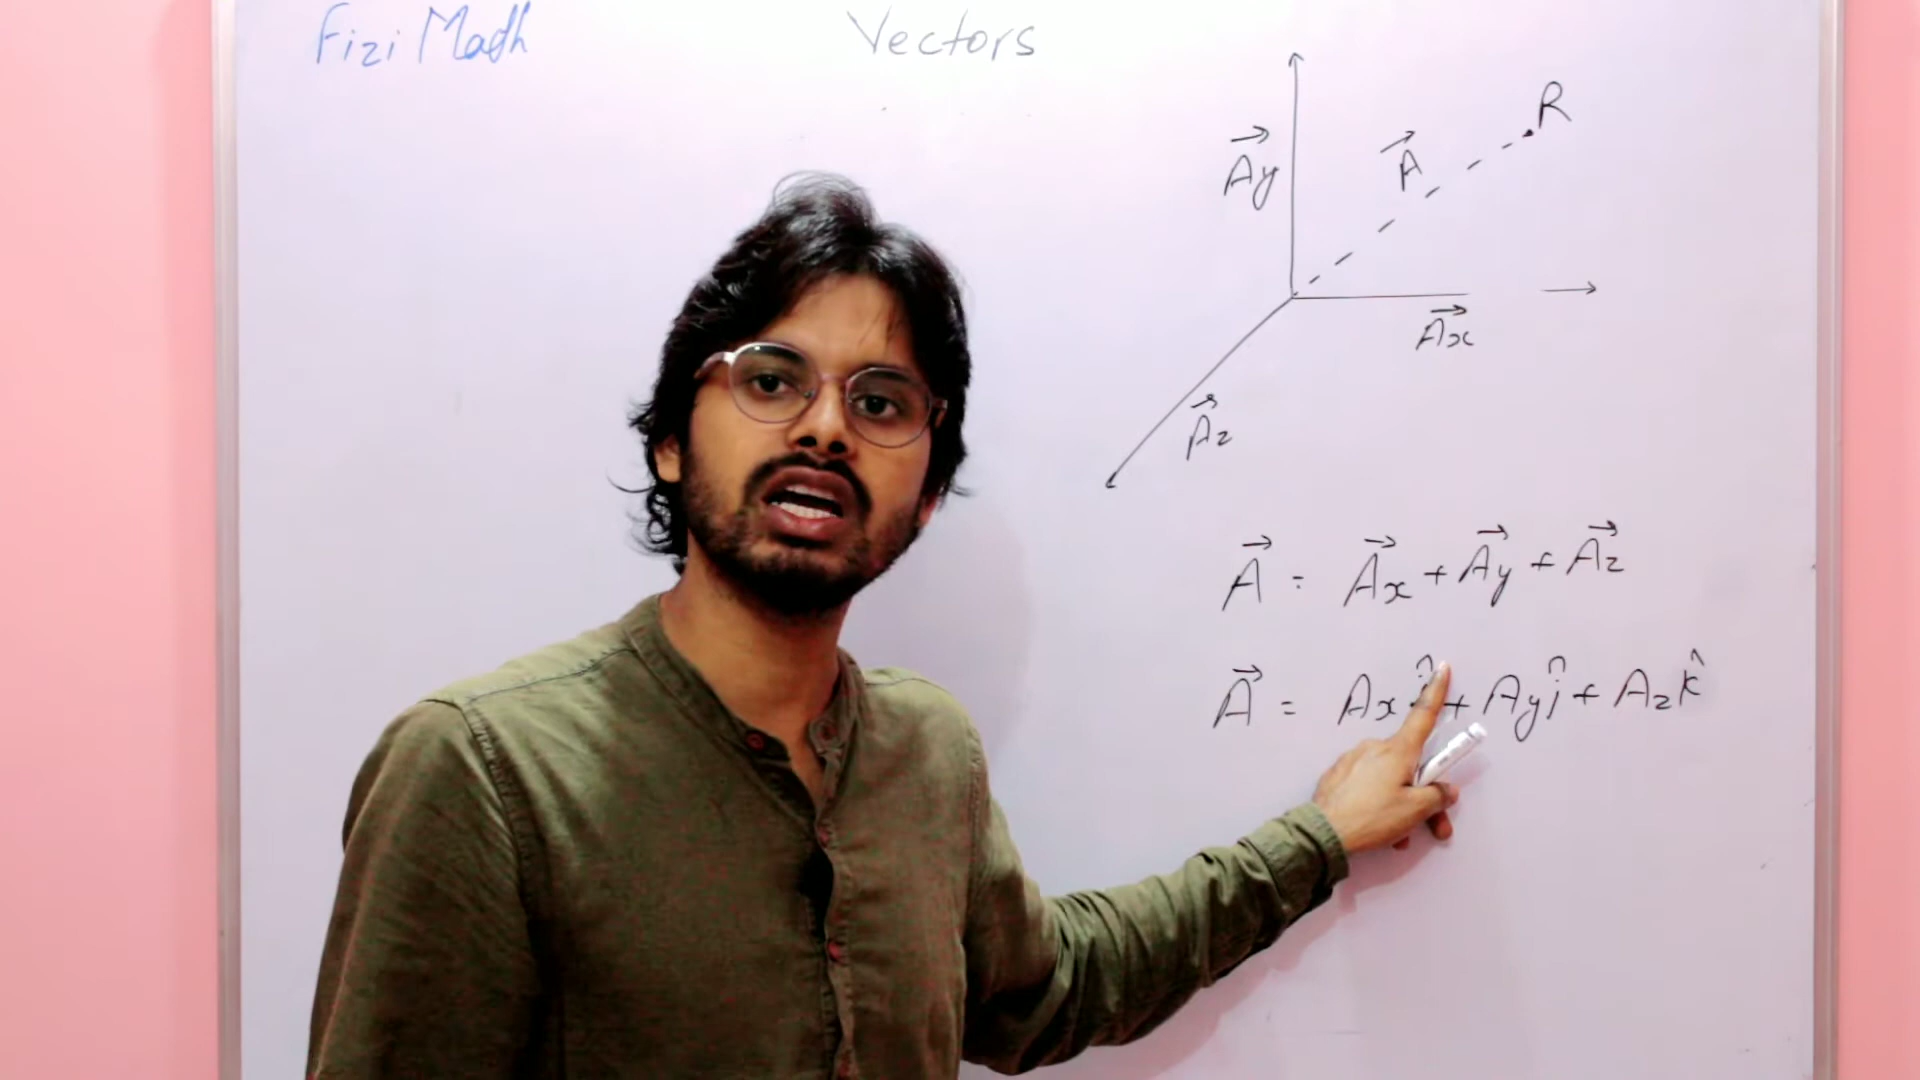 Fizi Math
Vectors
R
A⃗y
A⃗
A⃗x
A⃗z
A⃗ = A⃗x + A⃗y + A⃗z
A⃗ = Ax î + Ay ĵ + Az k̂